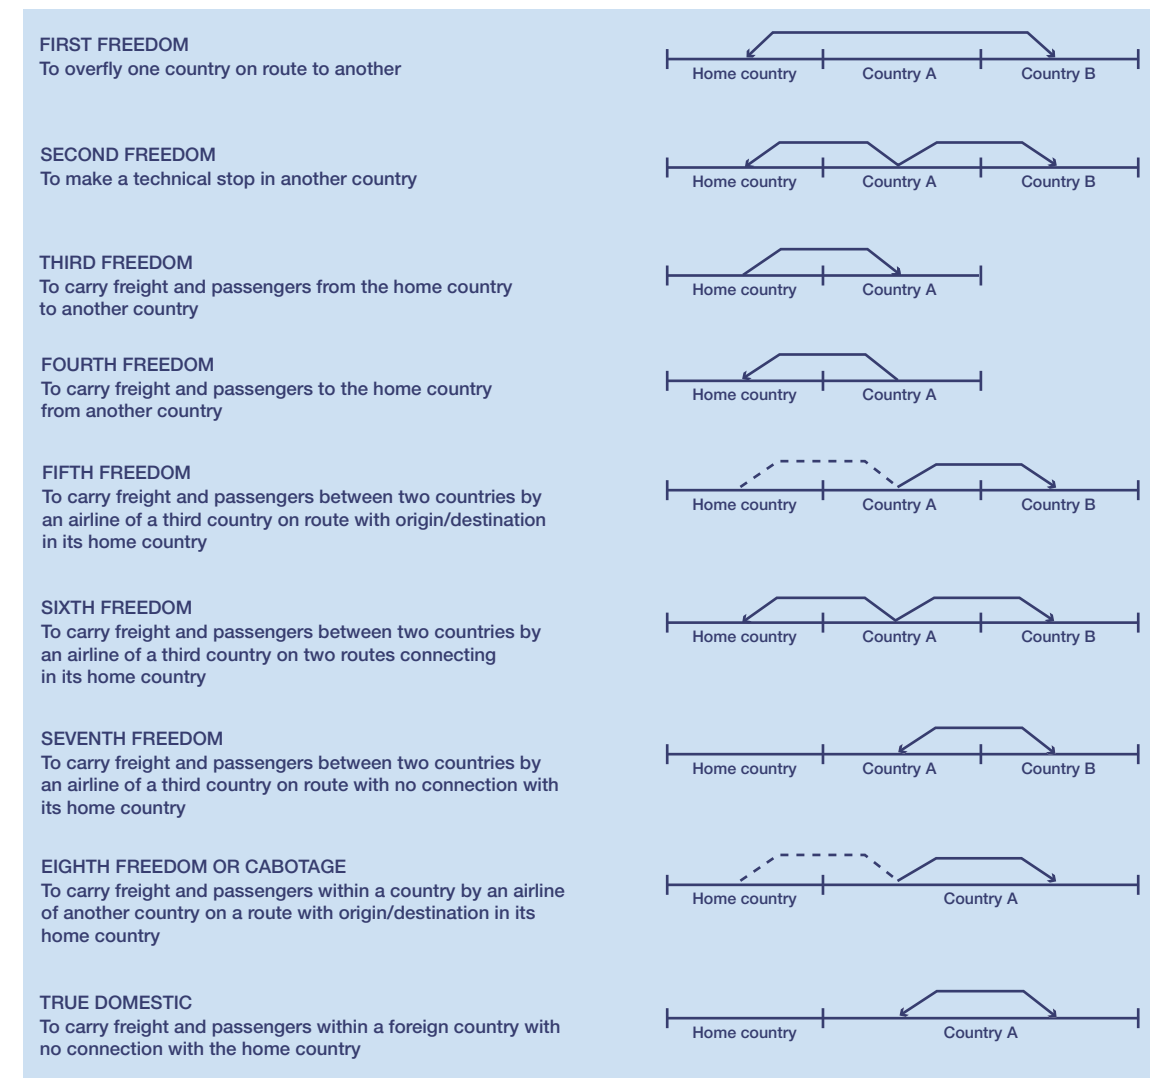 FIRST FREEDOM
To overfly one country on route to another
Home country
Country A
Country B
SECOND FREEDOM
To make a technical stop in another country
Home country
Country A
Country B
THIRD FREEDOM
To carry freight and passengers from the home country
to another country
Home country
Country A
FOURTH FREEDOM
To carry freight and passengers to the home country
from another country
Home country
Country A
FIFTH FREEDOM
To carry freight and passengers between two countries by
an airline of a third country on route with origin/destination
in its home country
Home country
Country A
Country B
SIXTH FREEDOM
To carry freight and passengers between two countries by
an airline of a third country on two routes connecting
in its home country
Home country
Country A
Country B
SEVENTH FREEDOM
To carry freight and passengers between two countries by
an airline of a third country on route with no connection with
its home country
Home country
Country A
Country B
EIGHTH FREEDOM OR CABOTAGE
To carry freight and passengers within a country by an airline
of another country on a route with origin/destination in its
home country
Home country
Country A
TRUE DOMESTIC
To carry freight and passengers within a foreign country with
no connection with the home country
Home country
Country A